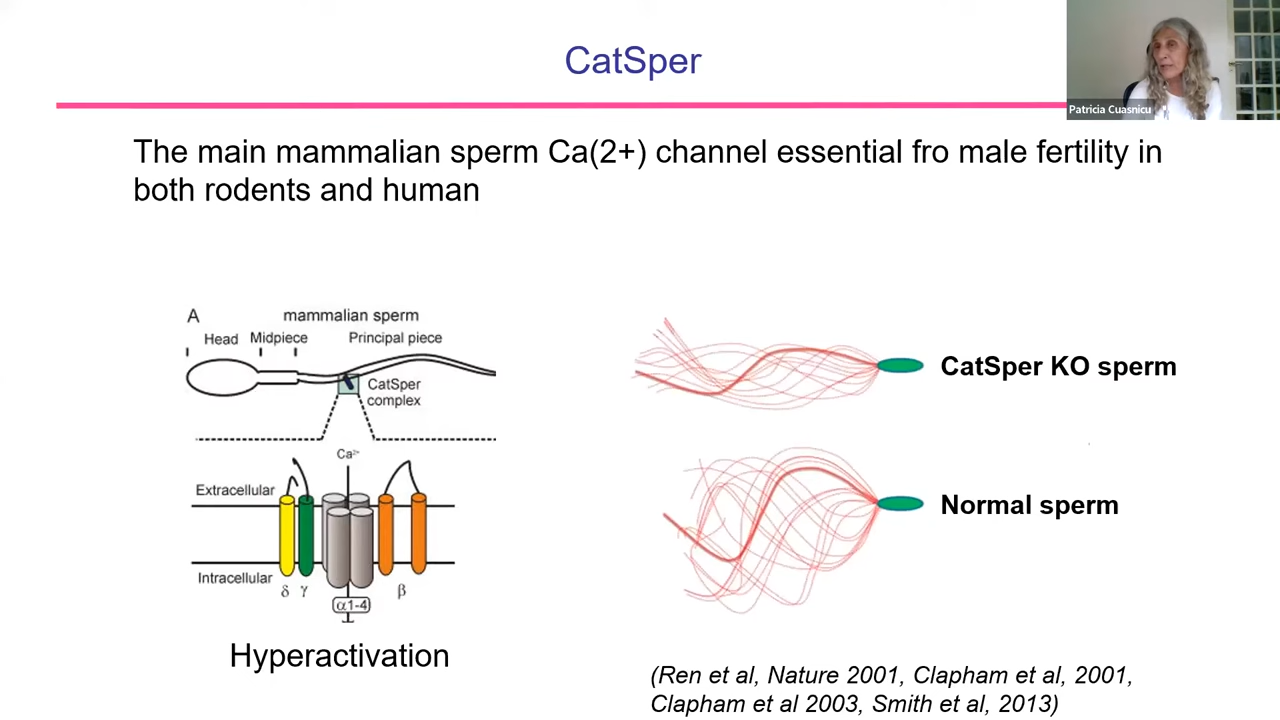 CatSper
Patricia Cuasnicu
The main mammalian sperm Ca(2+) channel essential fro male fertility in
both rodents and human
A
mammalian sperm
Head
Midpiece
Principal piece
CatSper
complex
Ca²⁺
Extracellular
Intracellular
δ γ
β
α1-4
Hyperactivation
CatSper KO sperm
Normal sperm
(Ren et al, Nature 2001, Clapham et al, 2001,
Clapham et al 2003, Smith et al, 2013)